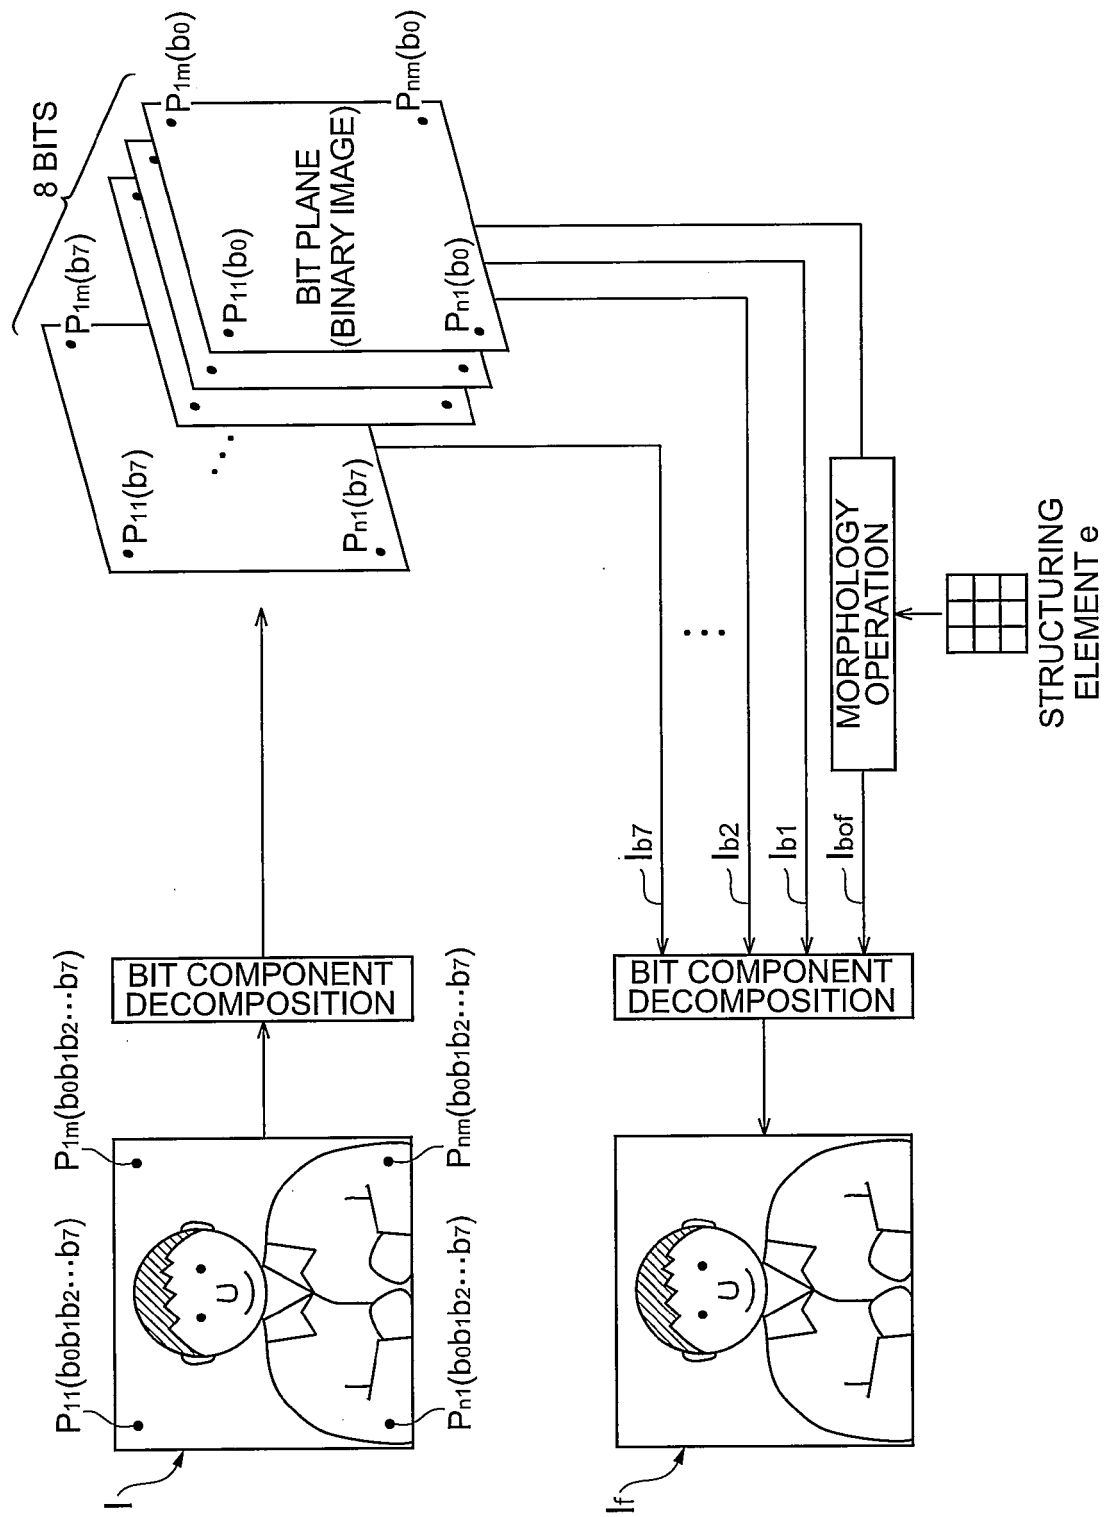 I
P11(b0b1b2···b7)
P1m(b0b1b2···b7)
Pn1(b0b1b2···b7)
Pnm(b0b1b2···b7)
BIT COMPONENT
DECOMPOSITION
8 BITS
P11(b7)
P1m(b7)
Pn1(b7)
P11(b0)
P1m(b0)
BIT PLANE
(BINARY IMAGE)
Pn1(b0)
Pnm(b0)
If
BIT COMPONENT
DECOMPOSITION
Ib7
Ib2
Ib1
Ibof
MORPHOLOGY
OPERATION
STRUCTURING
ELEMENT e